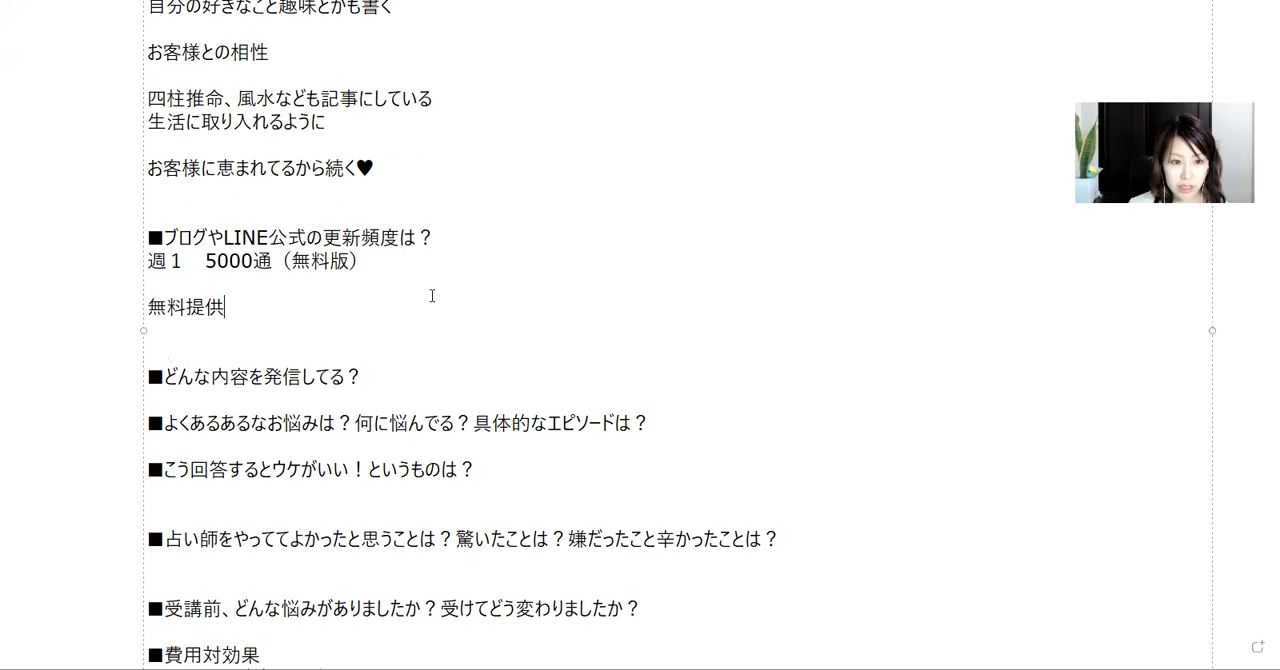 自分の好きなこと趣味とかも書く
お客様との相性
四柱推命、風水なども記事にしている
生活に取り入れるように
お客様に恵まれてるから続く♥
■ブログやLINE公式の更新頻度は？
週１　5000通（無料版）
無料提供
■どんな内容を発信してる？
■よくあるあるなお悩みは？何に悩んでる？具体的なエピソードは？
■こう回答するとウケがいい！というものは？
■占い師をやっててよかったと思うことは？驚いたことは？嫌だったこと辛かったことは？
■受講前、どんな悩みがありましたか？受けてどう変わりましたか？
■費用対効果